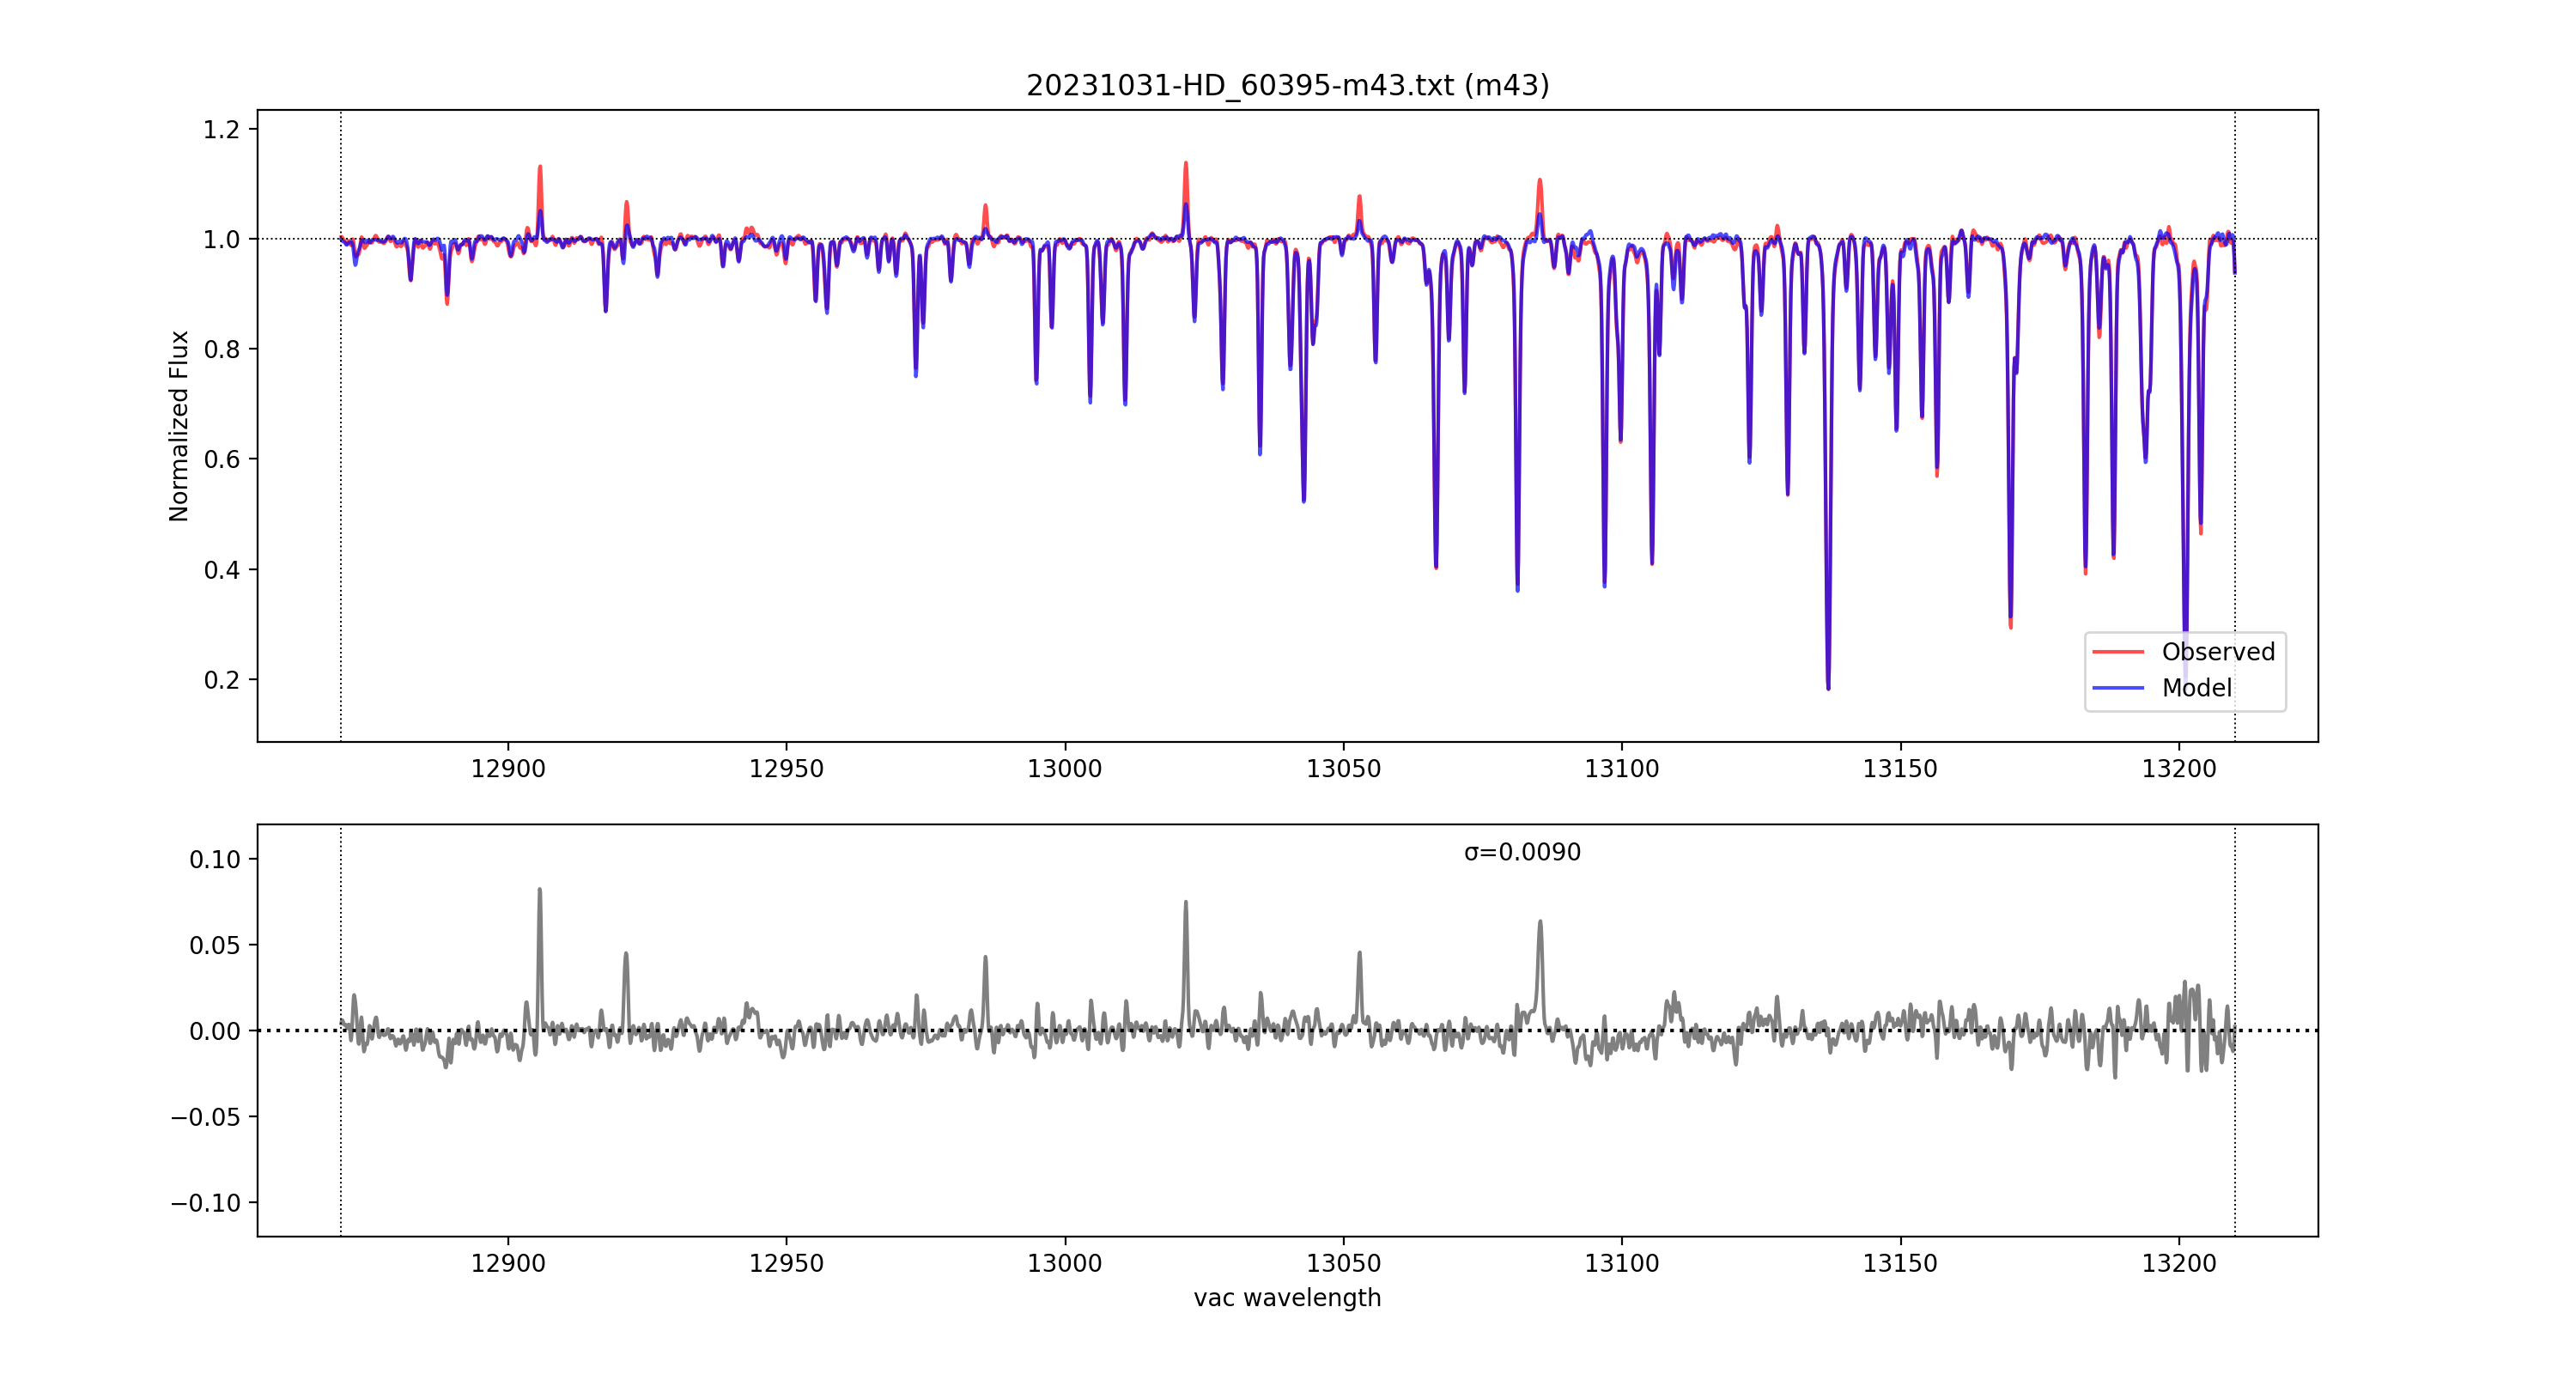 20231031-HD_60395-m43.txt (m43)
Normalized Flux
1.2
1.0
0.8
0.6
0.4
0.2
Observed
Model
12900 12950 13000 13050 13100 13150 13200
σ=0.0090
0.10
0.05
0.00
−0.05
−0.10
12900 12950 13000 13050 13100 13150 13200
vac wavelength